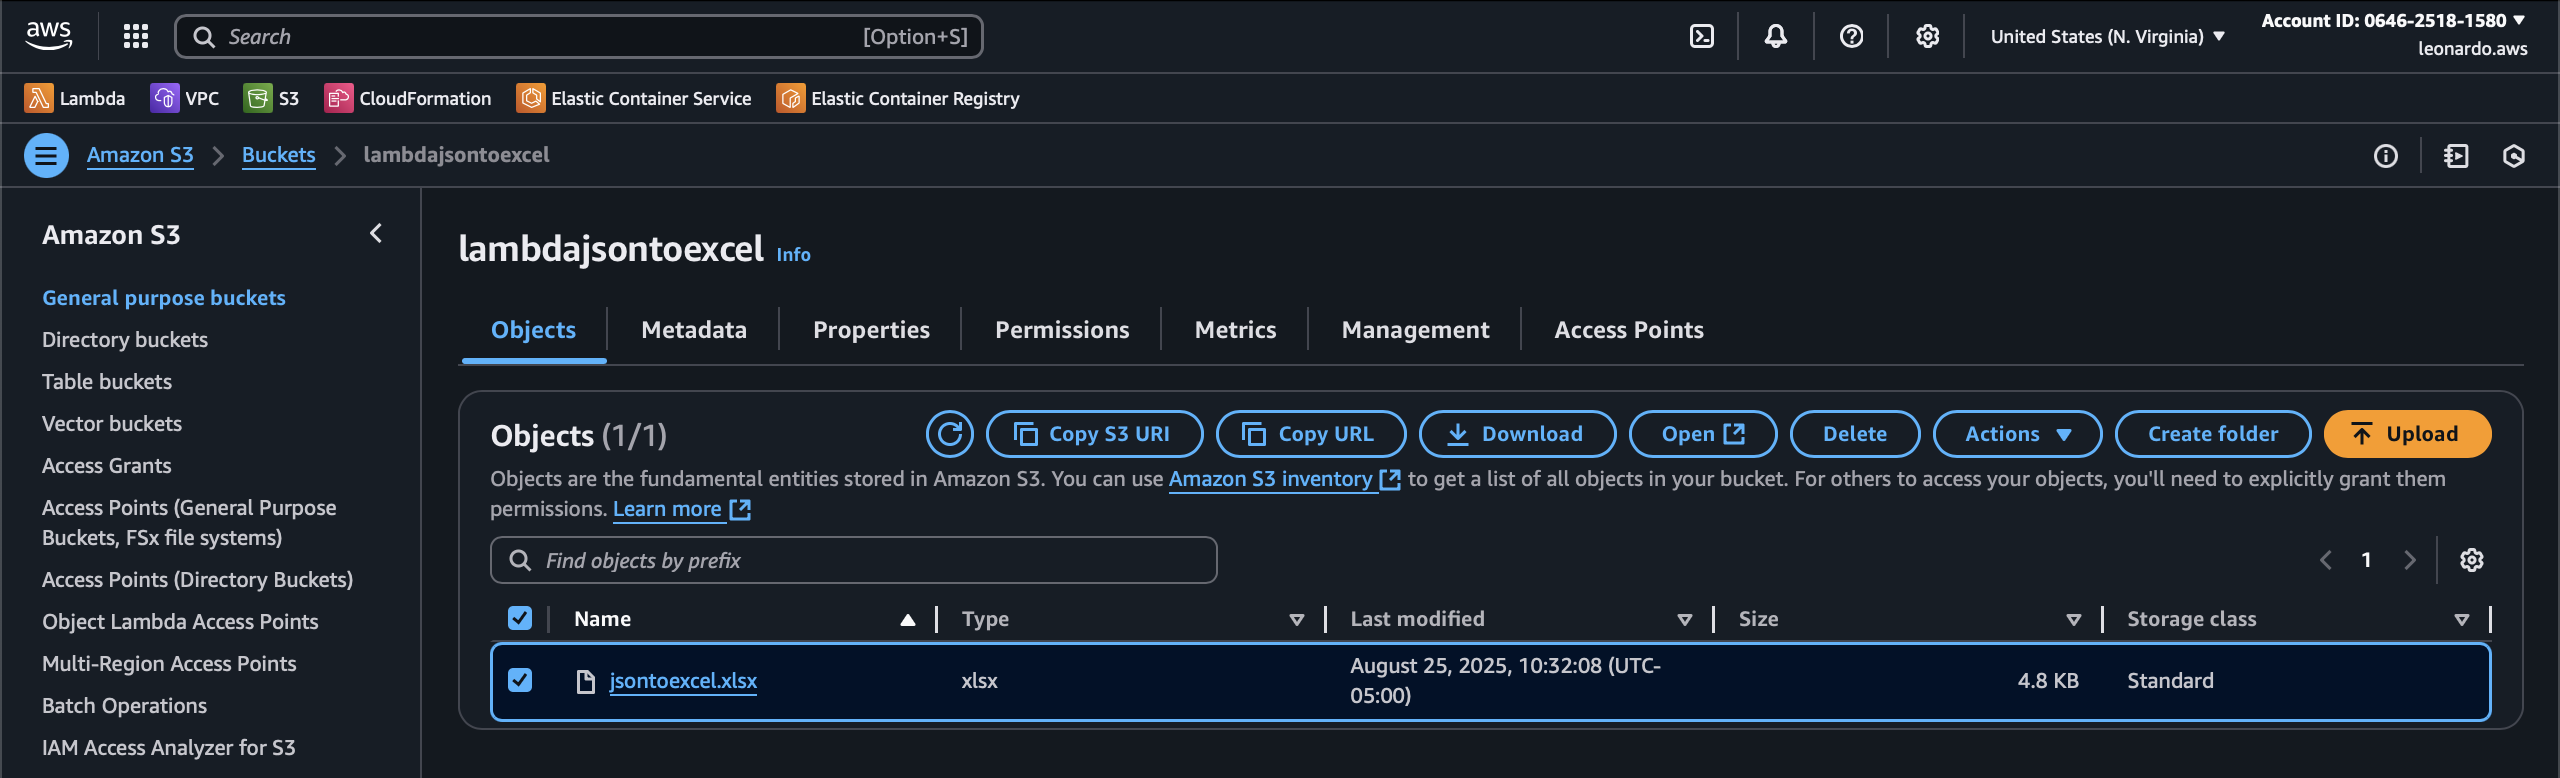 aws
Search [Option+S]
United States (N. Virginia)
Account ID: 0646-2518-1580
leonardo.aws
Lambda VPC S3 CloudFormation Elastic Container Service Elastic Container Registry
Amazon S3 Buckets lambdajsontoexcel
Amazon S3
General purpose buckets
Directory buckets
Table buckets
Vector buckets
Access Grants
Access Points (General Purpose
Buckets, FSx file systems)
Access Points (Directory Buckets)
Object Lambda Access Points
Multi-Region Access Points
Batch Operations
IAM Access Analyzer for S3
lambdajsontoexcel Info
Objects Metadata Properties Permissions Metrics Management Access Points
Objects (1/1) Copy S3 URI Copy URL Download Open Delete Actions Create folder Upload
Objects are the fundamental entities stored in Amazon S3. You can use Amazon S3 inventory to get a list of all objects in your bucket. For others to access your objects, you'll need to explicitly grant them
permissions. Learn more
Find objects by prefix
1
Name Type Last modified Size Storage class
jsontoexcel.xlsx xlsx August 25, 2025, 10:32:08 (UTC-
05:00) 4.8 KB Standard